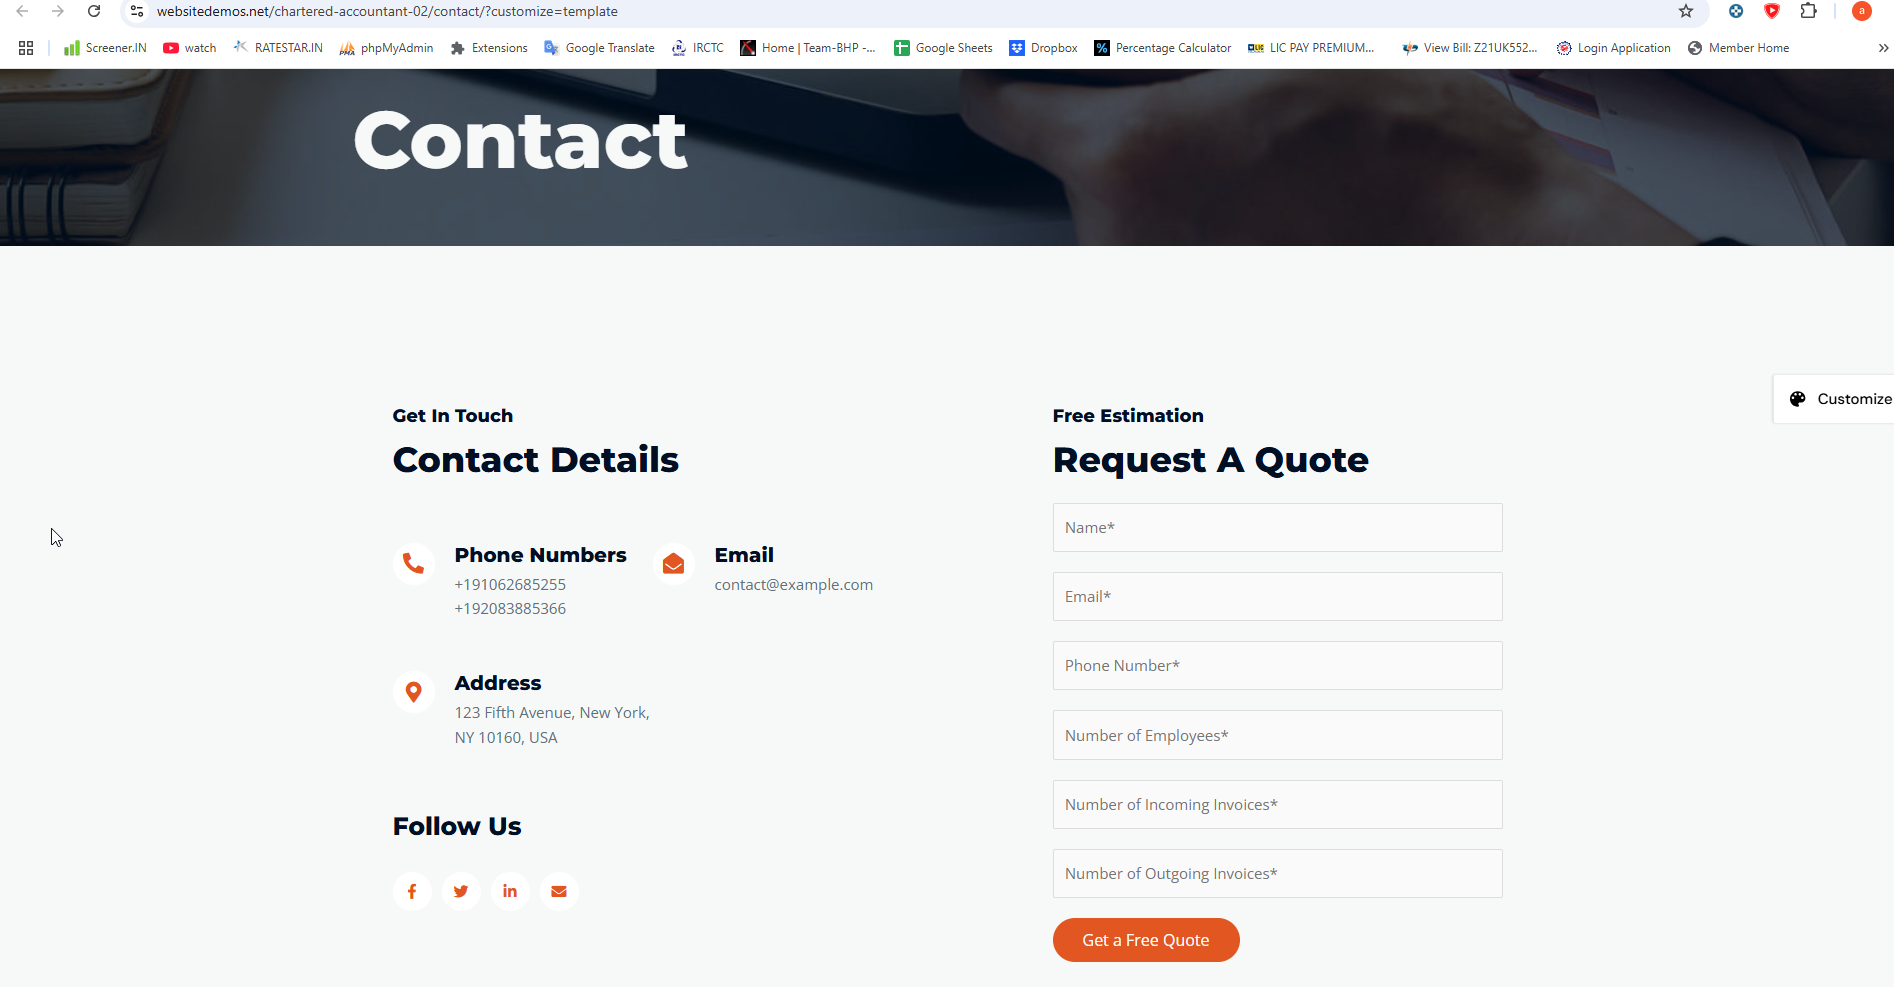 websitedemos.net/chartered-accountant-02/contact/?customize=template
a
Screener.IN watch RATESTAR.IN phpMyAdmin Extensions Google Translate IRCTC Home | Team-BHP -... Google Sheets Dropbox Percentage Calculator LIC PAY PREMIUM... View Bill: Z21UK552... Login Application Member Home
Contact
Customize
Get In Touch
Contact Details
Phone Numbers
+191062685255
+192083885366
Email
contact@example.com
Address
123 Fifth Avenue, New York,
NY 10160, USA
Follow Us
Free Estimation
Request A Quote
Name*
Email*
Phone Number*
Number of Employees*
Number of Incoming Invoices*
Number of Outgoing Invoices*
Get a Free Quote